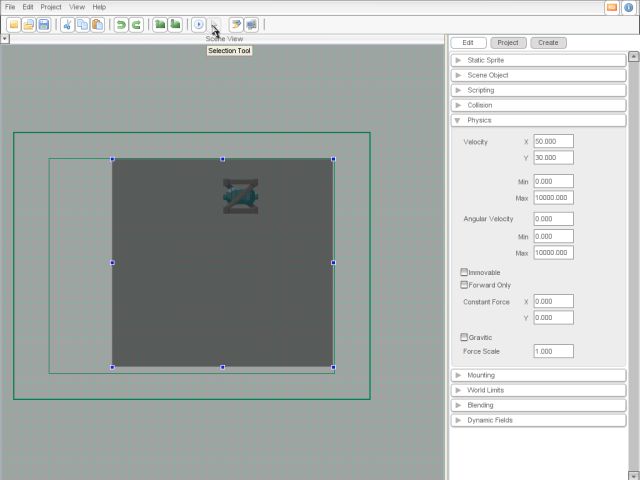 File Edit Project View Help
Scene View
Selection Tool
Edit Project Create
Static Sprite
Scene Object
Scripting
Collision
Physics
Velocity X 50.000
Y 30.000
Min 0.000
Max 10000.000
Angular Velocity 0.000
Min 0.000
Max 10000.000
Immovable
Forward Only
Constant Force X 0.000
Y 0.000
Gravitic
Force Scale 1.000
Mounting
World Limits
Blending
Dynamic Fields